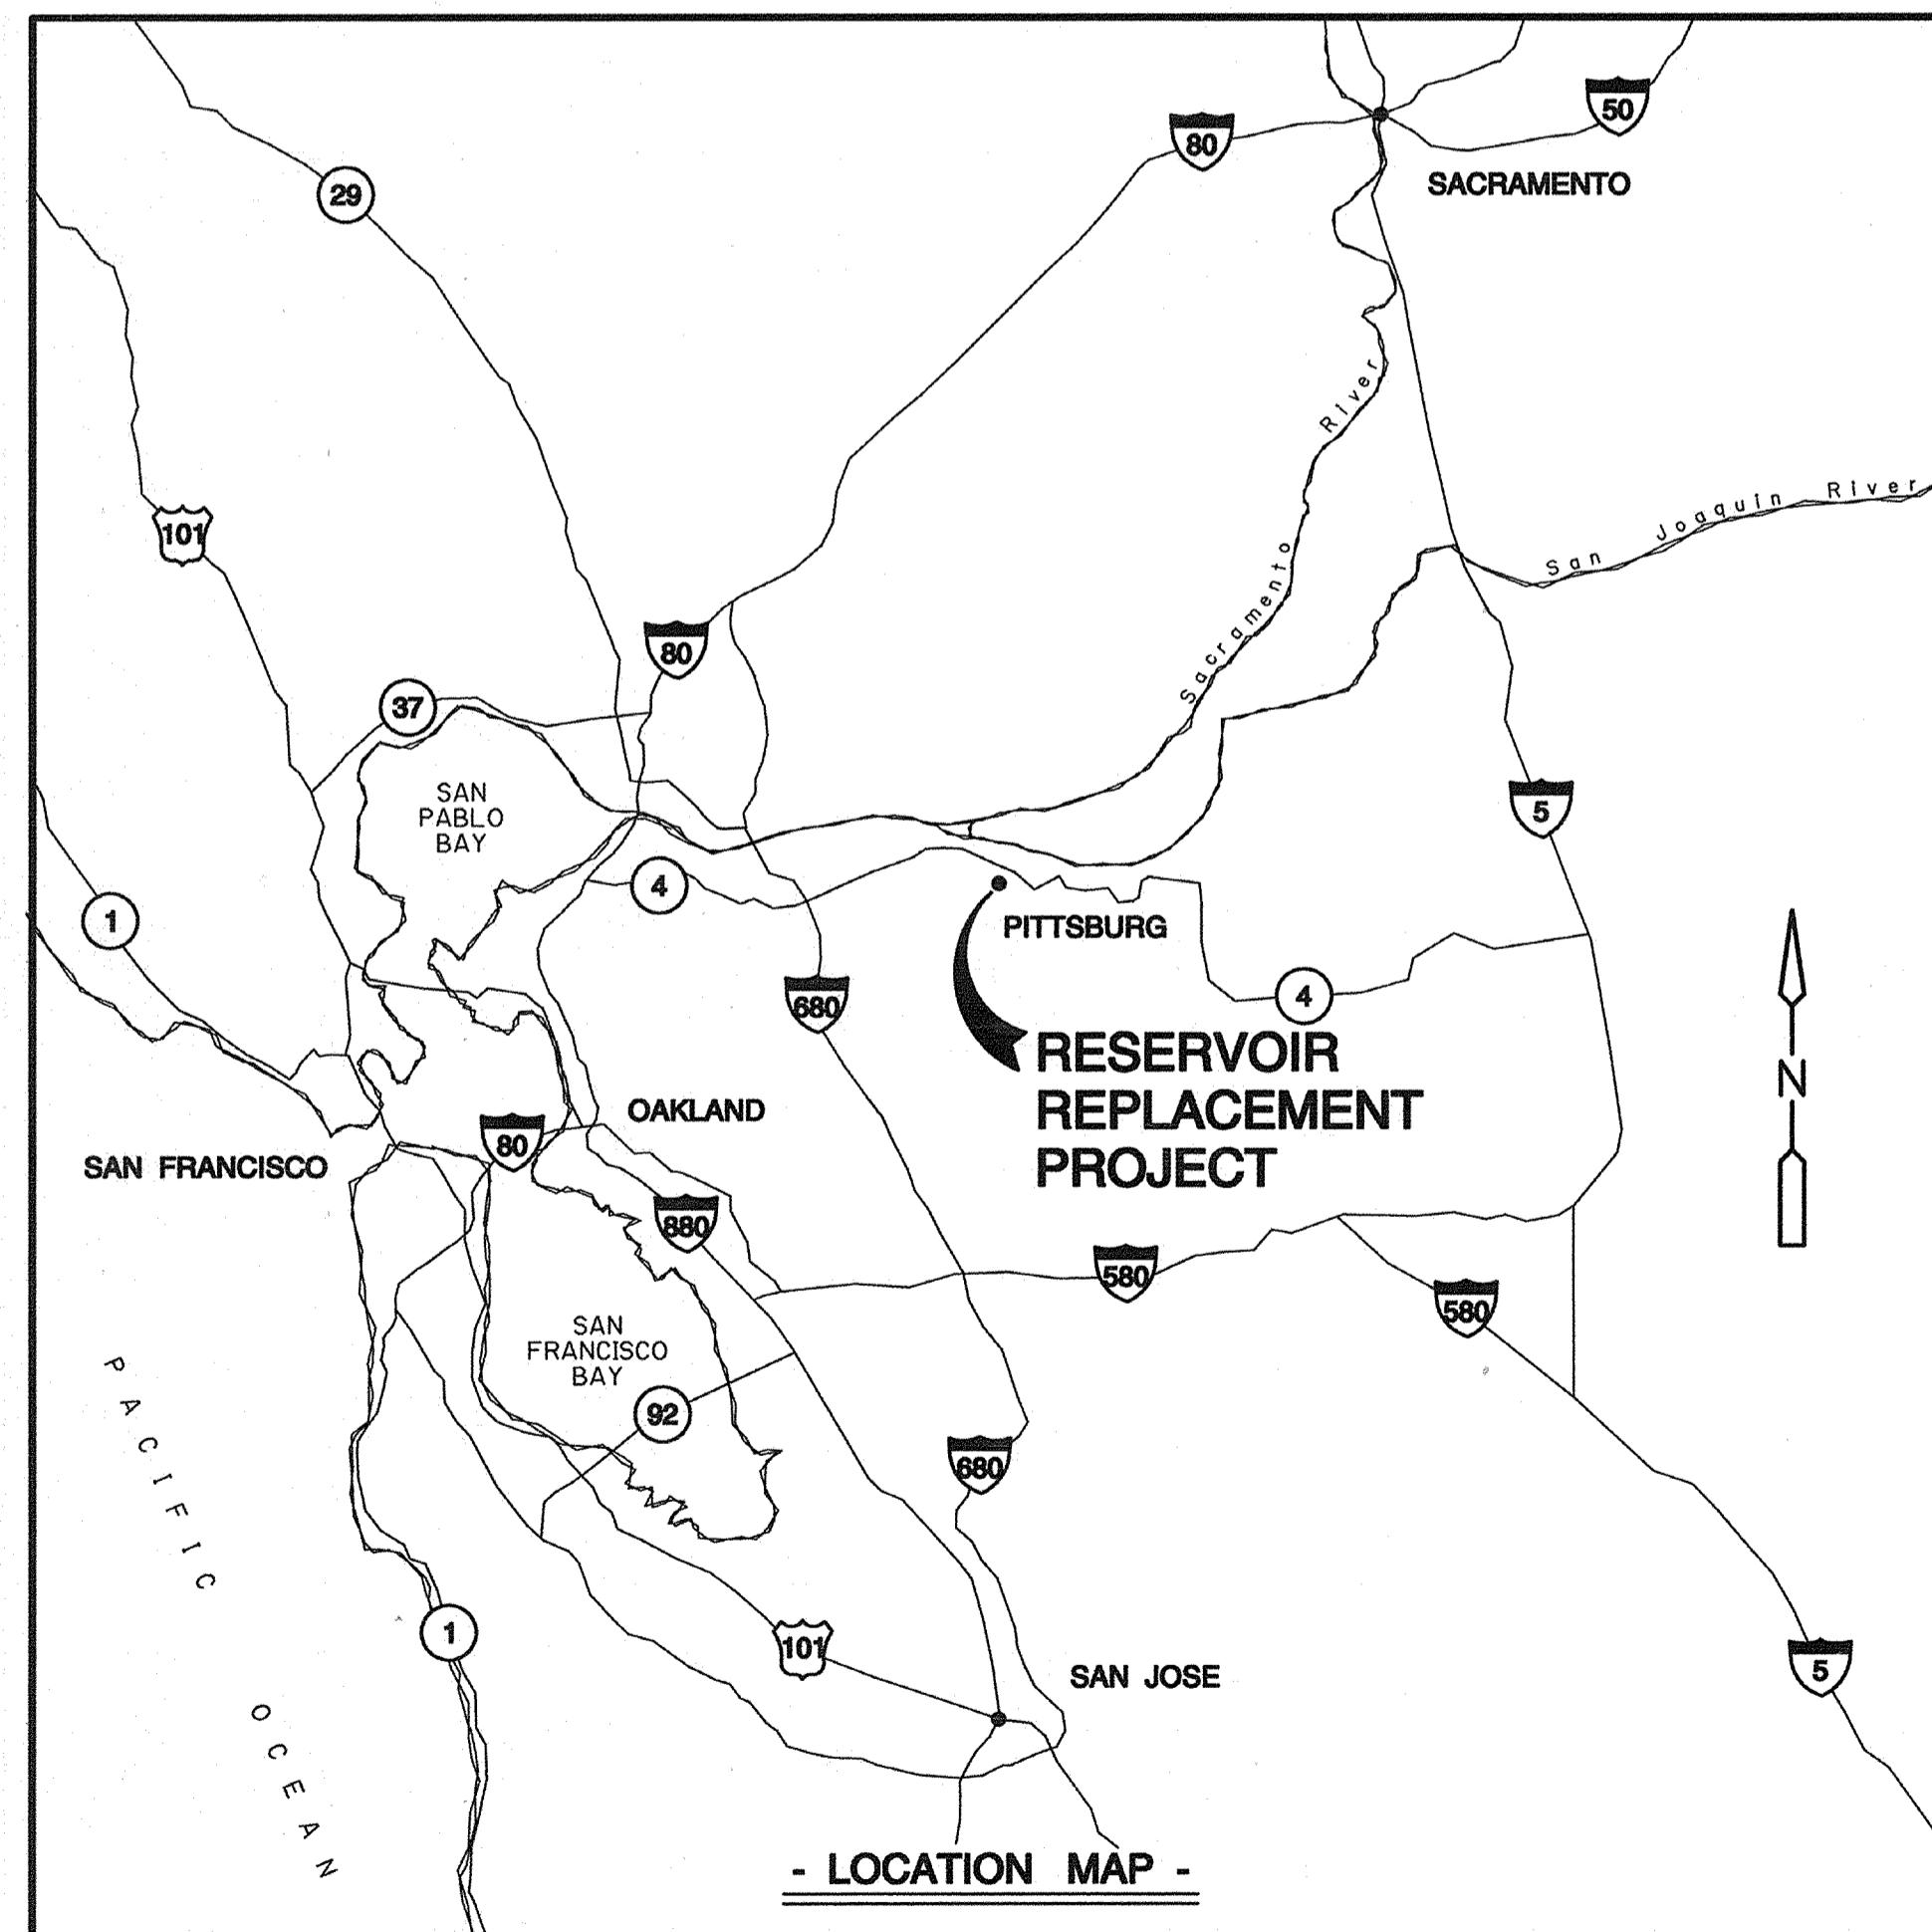 50
80
SACRAMENTO
29
River
San Joaquin River
101
Sacramento
80
37
SAN
PABLO
BAY
5
4
1
PITTSBURG
680
4
RESERVOIR
REPLACEMENT
PROJECT
N
OAKLAND
80
SAN FRANCISCO
880
580
580
SAN
FRANCISCO
BAY
PACIFIC OCEAN
92
680
1
101
SAN JOSE
5
- LOCATION MAP -